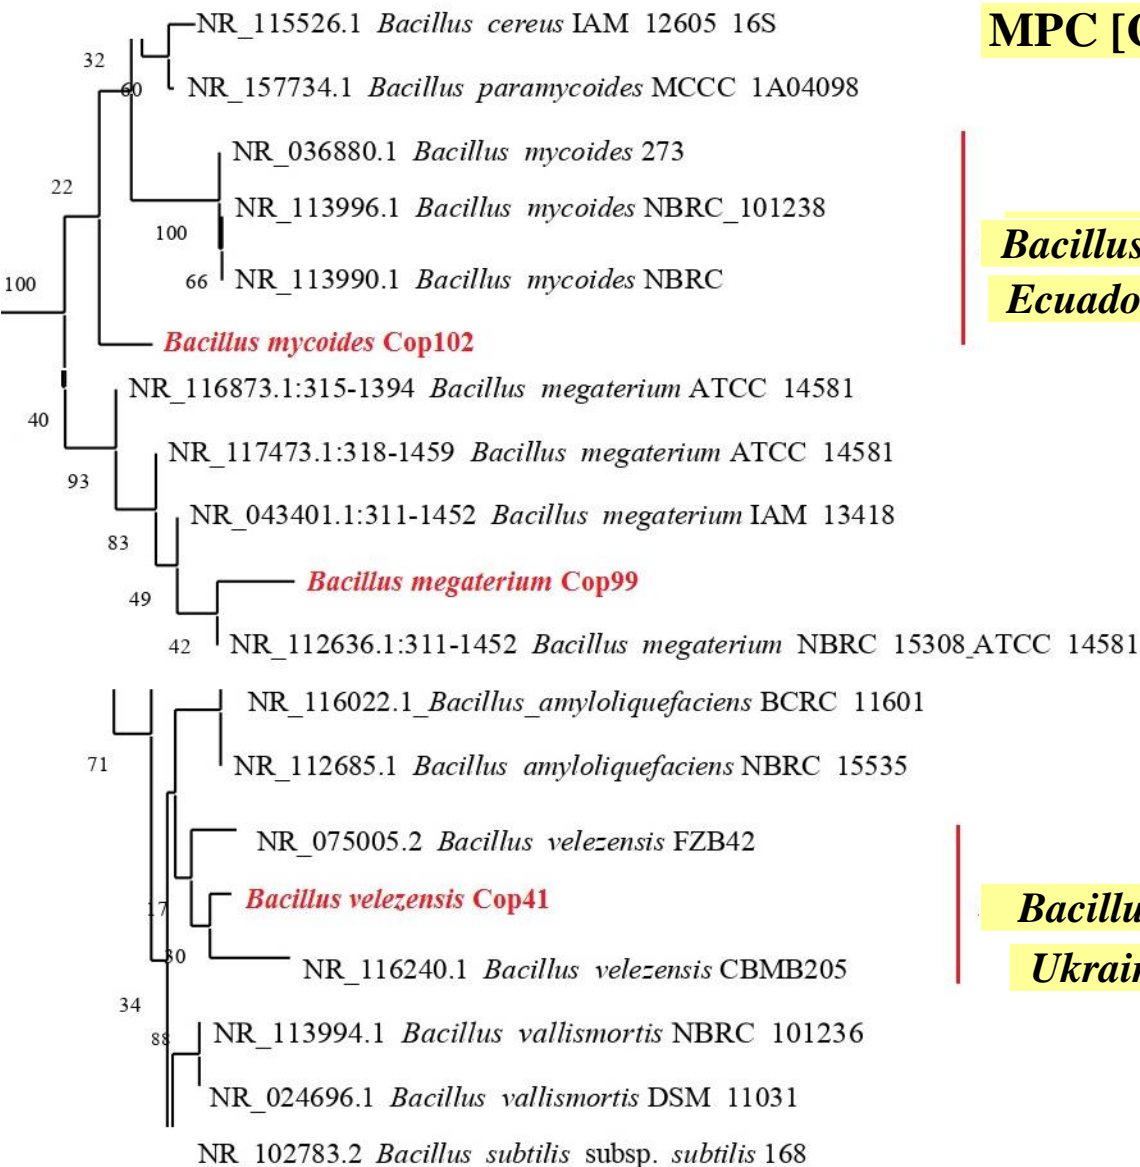 NR_115526.1 Bacillus cereus IAM 12605 16S
MPC [C
32
60
NR_157734.1 Bacillus paramycoides MCCC 1A04098
NR_036880.1 Bacillus mycoides 273
22
NR_113996.1 Bacillus mycoides NBRC_101238
100
Bacillus
66
NR_113990.1 Bacillus mycoides NBRC
100
Ecuado
Bacillus mycoides Cop102
NR_116873.1:315-1394 Bacillus megaterium ATCC 14581
40
NR_117473.1:318-1459 Bacillus megaterium ATCC 14581
93
NR_043401.1:311-1452 Bacillus megaterium IAM 13418
83
Bacillus megaterium Cop99
49
42
NR_112636.1:311-1452 Bacillus megaterium NBRC 15308_ATCC 14581
NR_116022.1_Bacillus_amyloliquefaciens BCRC 11601
71
NR_112685.1 Bacillus amyloliquefaciens NBRC 15535
NR_075005.2 Bacillus velezensis FZB42
Bacillus velezensis Cop41
17
Bacillu
30
NR_116240.1 Bacillus velezensis CBMB205
Ukrain
34
88
NR_113994.1 Bacillus vallismortis NBRC 101236
NR_024696.1 Bacillus vallismortis DSM 11031
NR_102783.2 Bacillus subtilis subsp. subtilis 168